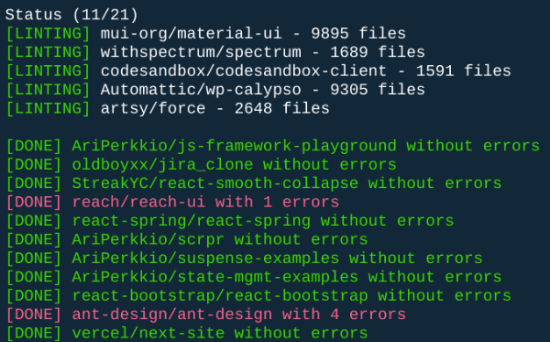 Status (11/21)
[LINTING] mui-org/material-ui - 9895 files
[LINTING] withspectrum/spectrum - 1689 files
[LINTING] codesandbox/codesandbox-client - 1591 files
[LINTING] Automattic/wp-calypso - 9305 files
[LINTING] artsy/force - 2648 files
[DONE] AriPerkkio/js-framework-playground without errors
[DONE] oldboyxx/jira_clone without errors
[DONE] StreakYC/react-smooth-collapse without errors
[DONE] reach/reach-ui with 1 errors
[DONE] react-spring/react-spring without errors
[DONE] AriPerkkio/scrpr without errors
[DONE] AriPerkkio/suspense-examples without errors
[DONE] AriPerkkio/state-mgmt-examples without errors
[DONE] react-bootstrap/react-bootstrap without errors
[DONE] ant-design/ant-design with 4 errors
[DONE] vercel/next-site without errors